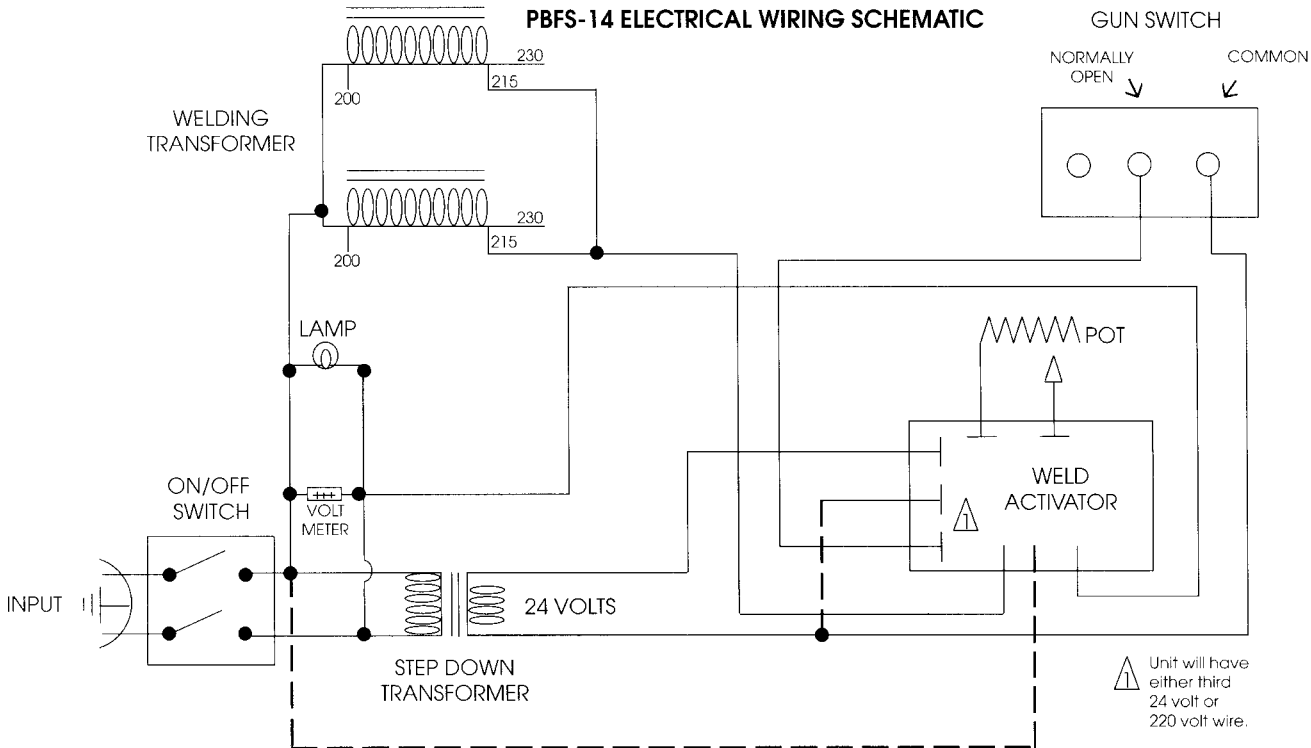 PBFS-14 ELECTRICAL WIRING SCHEMATIC
GUN SWITCH
NORMALLY
OPEN
COMMON
230
215
200
WELDING
TRANSFORMER
230
215
200
LAMP
POT
ON/OFF
SWITCH
VOLT
METER
WELD
ACTIVATOR
1
INPUT
24 VOLTS
STEP DOWN
TRANSFORMER
1
Unit will have
either third
24 volt or
220 volt wire.